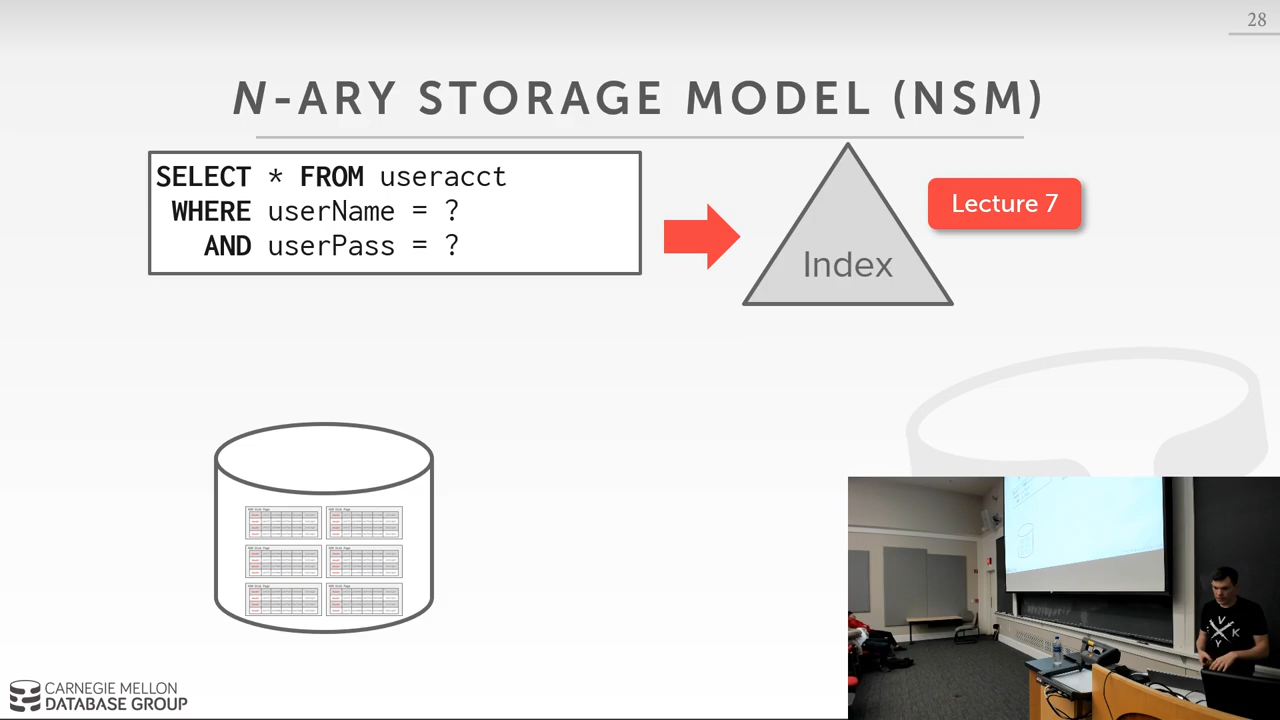 28
N-ARY STORAGE MODEL (NSM)
SELECT * FROM useracct
WHERE userName = ?
AND userPass = ?
Index
Lecture 7
CARNEGIE MELLON
DATABASE GROUP